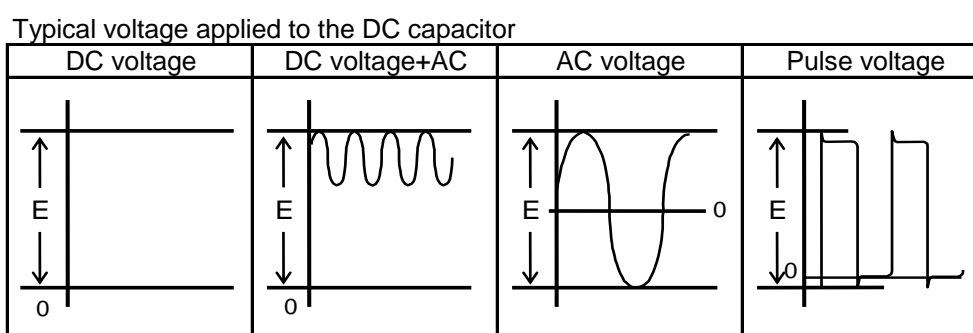 Typical voltage applied to the DC capacitor
DC voltage DC voltage+AC AC voltage Pulse voltage
E E E 0 E
0
0 0